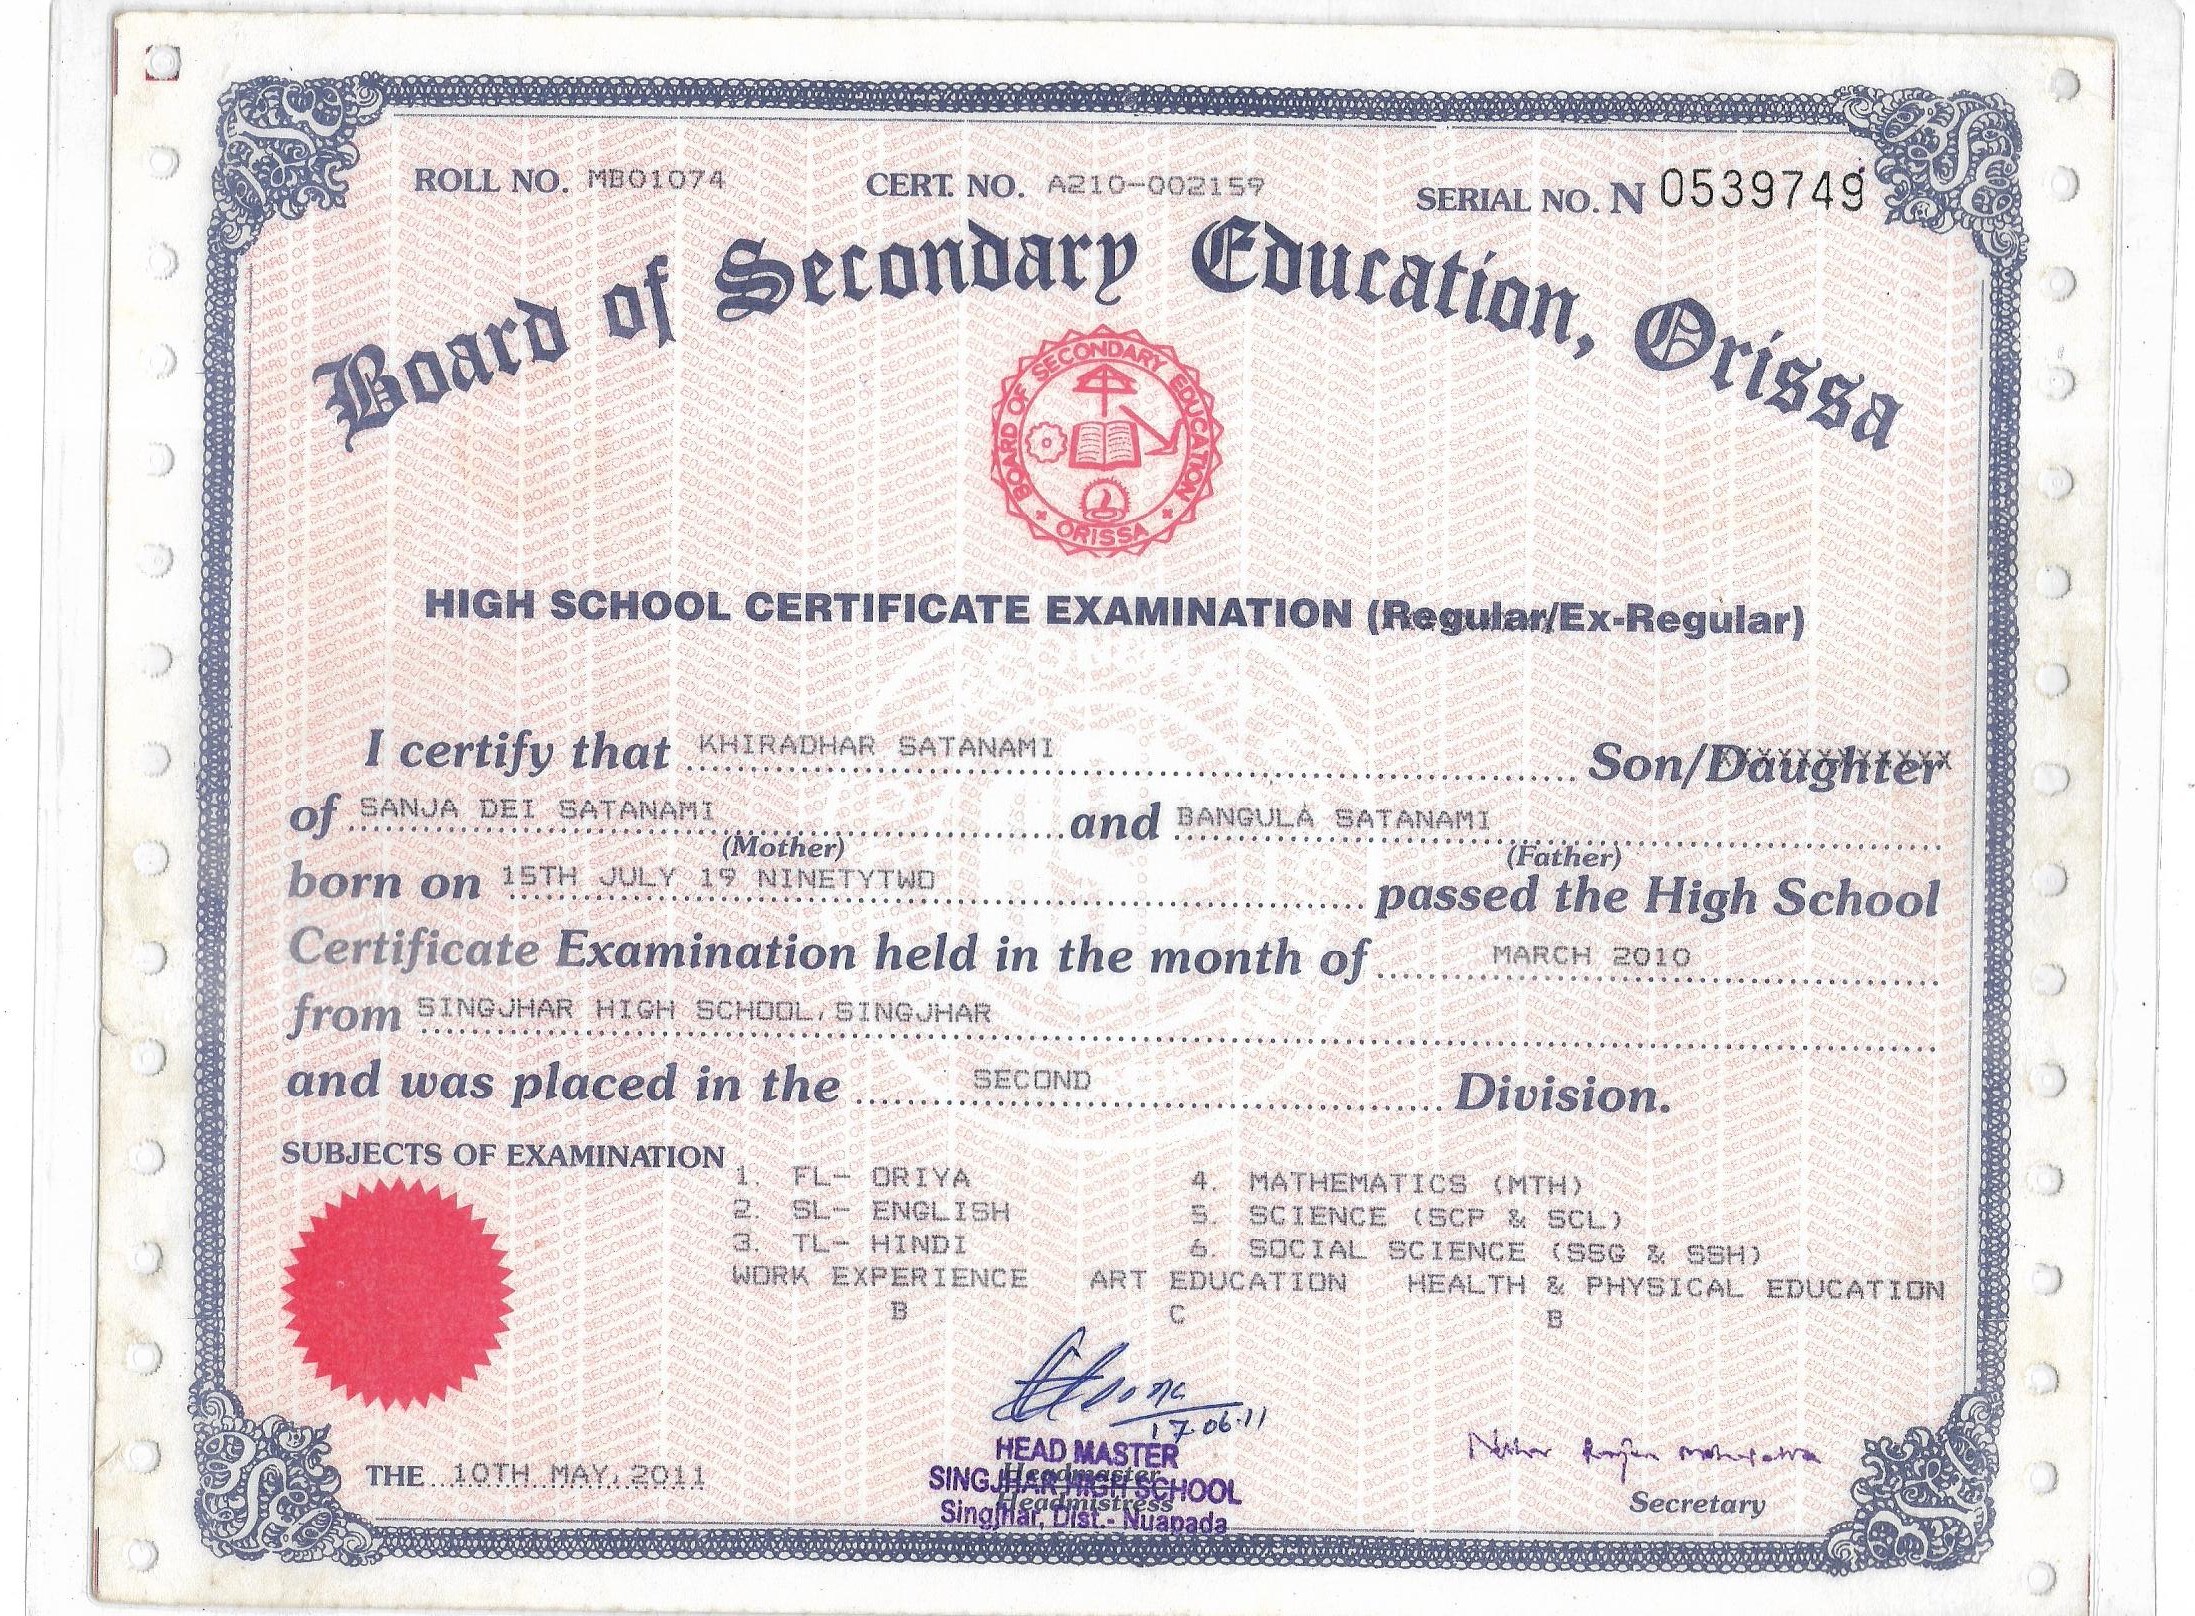 ROLL NO. MB01074 CERT. NO. A210-002159 SERIAL NO. N 0539749
Board of Secondary Education, Orissa
BOARD OF SECONDARY EDUCATION
ORISSA
HIGH SCHOOL CERTIFICATE EXAMINATION (Regular/Ex-Regular)
I certify that KHIRADHAR SATANAMI Son/Daughter
of SANJA DEI SATANAMI and BANGULA SATANAMI
(Mother) (Father)
born on 15TH JULY 19 NINETYTWO passed the High School
Certificate Examination held in the month of MARCH 2010
from SINGJHAR HIGH SCHOOL, SINGJHAR
and was placed in the SECOND Division.
SUBJECTS OF EXAMINATION
1. FL- ORIYA 4. MATHEMATICS (MTH)
2. SL- ENGLISH 5. SCIENCE (SCP & SCL)
3. TL- HINDI 6. SOCIAL SCIENCE (SSG & SSH)
WORK EXPERIENCE ART EDUCATION HEALTH & PHYSICAL EDUCATION
B C B
17-06-11
HEAD MASTER
Headmaster
SINGJHAR HIGH SCHOOL
Headmistress
Singjhar, Dist.- Nuapada
THE 10TH MAY, 2011
Secretary